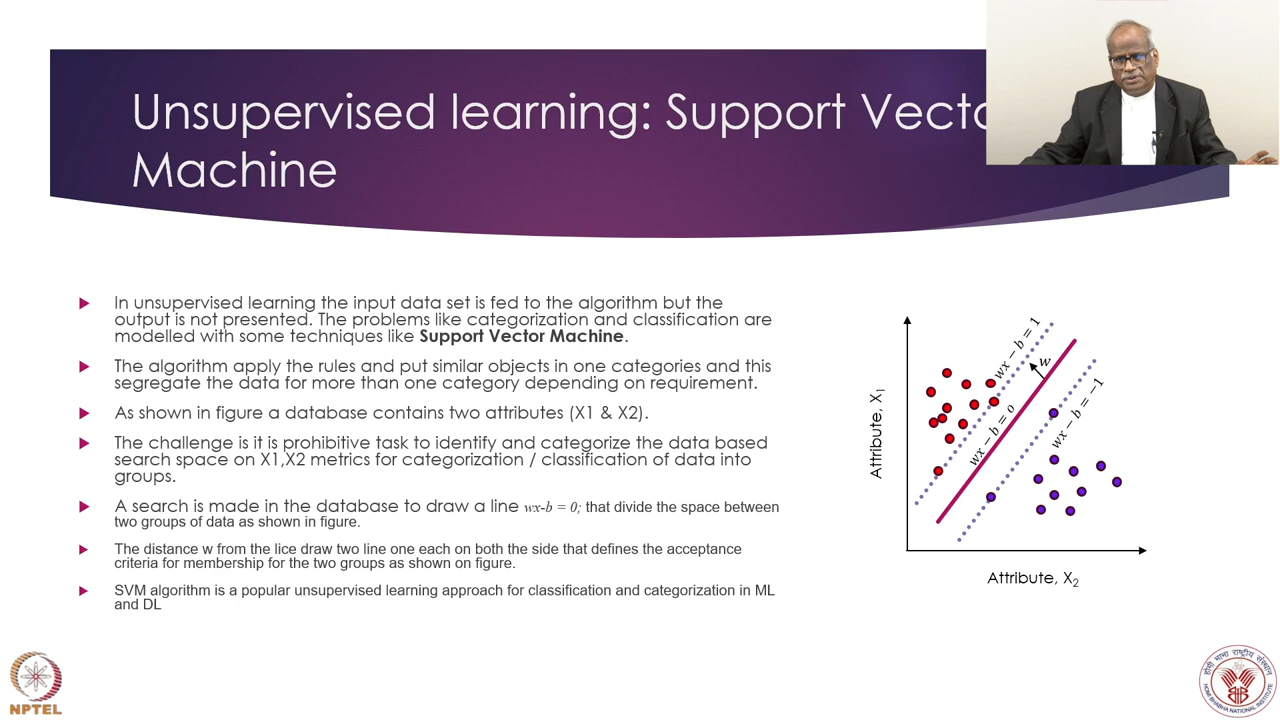 Unsupervised learning: Support Vecto
Machine
In unsupervised learning the input data set is fed to the algorithm but the
output is not presented. The problems like categorization and classification are
modelled with some techniques like Support Vector Machine.
The algorithm apply the rules and put similar objects in one categories and this
segregate the data for more than one category depending on requirement.
As shown in figure a database contains two attributes (X1 & X2).
The challenge is it is prohibitive task to identify and categorize the data based
search space on X1,X2 metrics for categorization / classification of data into
groups.
A search is made in the database to draw a line wx-b = 0; that divide the space between
two groups of data as shown in figure.
The distance w from the lice draw two line one each on both the side that defines the acceptance
criteria for membership for the two groups as shown on figure.
SVM algorithm is a popular unsupervised learning approach for classification and categorization in ML
and DL
Attribute, X1
wx − b = 1
w
wx − b = 0
wx − b = −1
Attribute, X2
NPTEL
होमी भाभा राष्ट्रीय संस्थान
HOMI BHABHA NATIONAL INSTITUTE